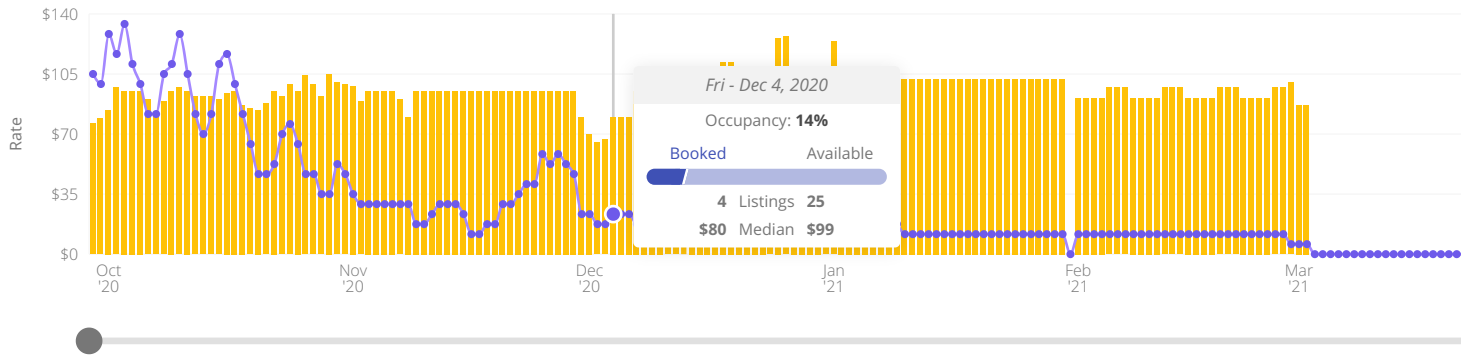 $140
$105
$70
$35
$0
Rate
Fri - Dec 4, 2020
Occupancy: 14%
Booked Available
4 Listings 25
$80 Median $99
Oct Nov Dec Jan Feb Mar
'20 '20 '20 '21 '21 '21